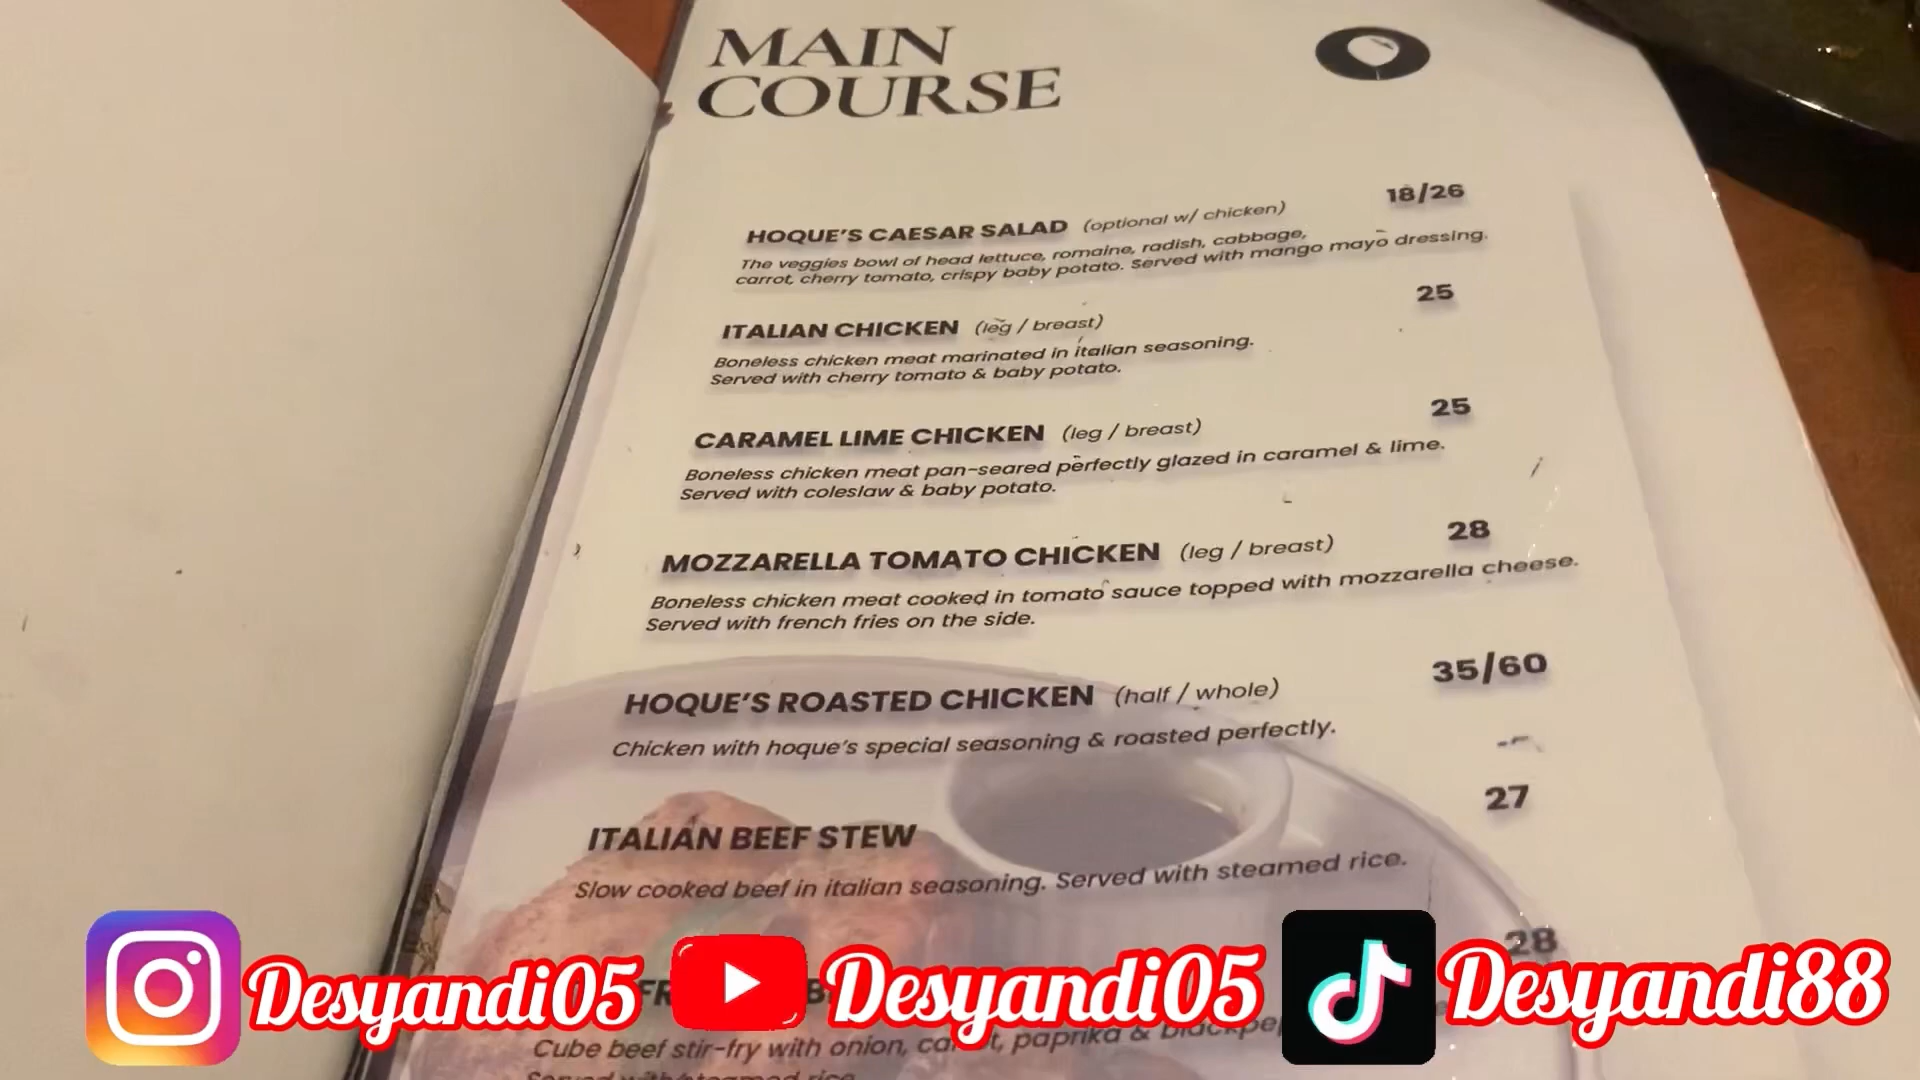 MAIN
COURSE
18/26
HOQUE'S CAESAR SALAD (optional w/ chicken)
The veggies bowl of head lettuce, romaine, radish, cabbage,
carrot, cherry tomato, crispy baby potato. Served with mango mayo dressing.
25
ITALIAN CHICKEN (leg / breast)
Boneless chicken meat marinated in italian seasoning.
Served with cherry tomato & baby potato.
25
CARAMEL LIME CHICKEN (leg / breast)
Boneless chicken meat pan-seared perfectly glazed in caramel & lime.
Served with coleslaw & baby potato.
28
MOZZARELLA TOMATO CHICKEN (leg / breast)
Boneless chicken meat cooked in tomato sauce topped with mozzarella cheese.
Served with french fries on the side.
35/60
HOQUE'S ROASTED CHICKEN (half / whole)
Chicken with hoque's special seasoning & roasted perfectly.
27
ITALIAN BEEF STEW
Slow cooked beef in italian seasoning. Served with steamed rice.
28
Desyandi05 Desyandi05 Desyandi88
Cube beef stir-fry with onion, paprika &
Served with steamed rice